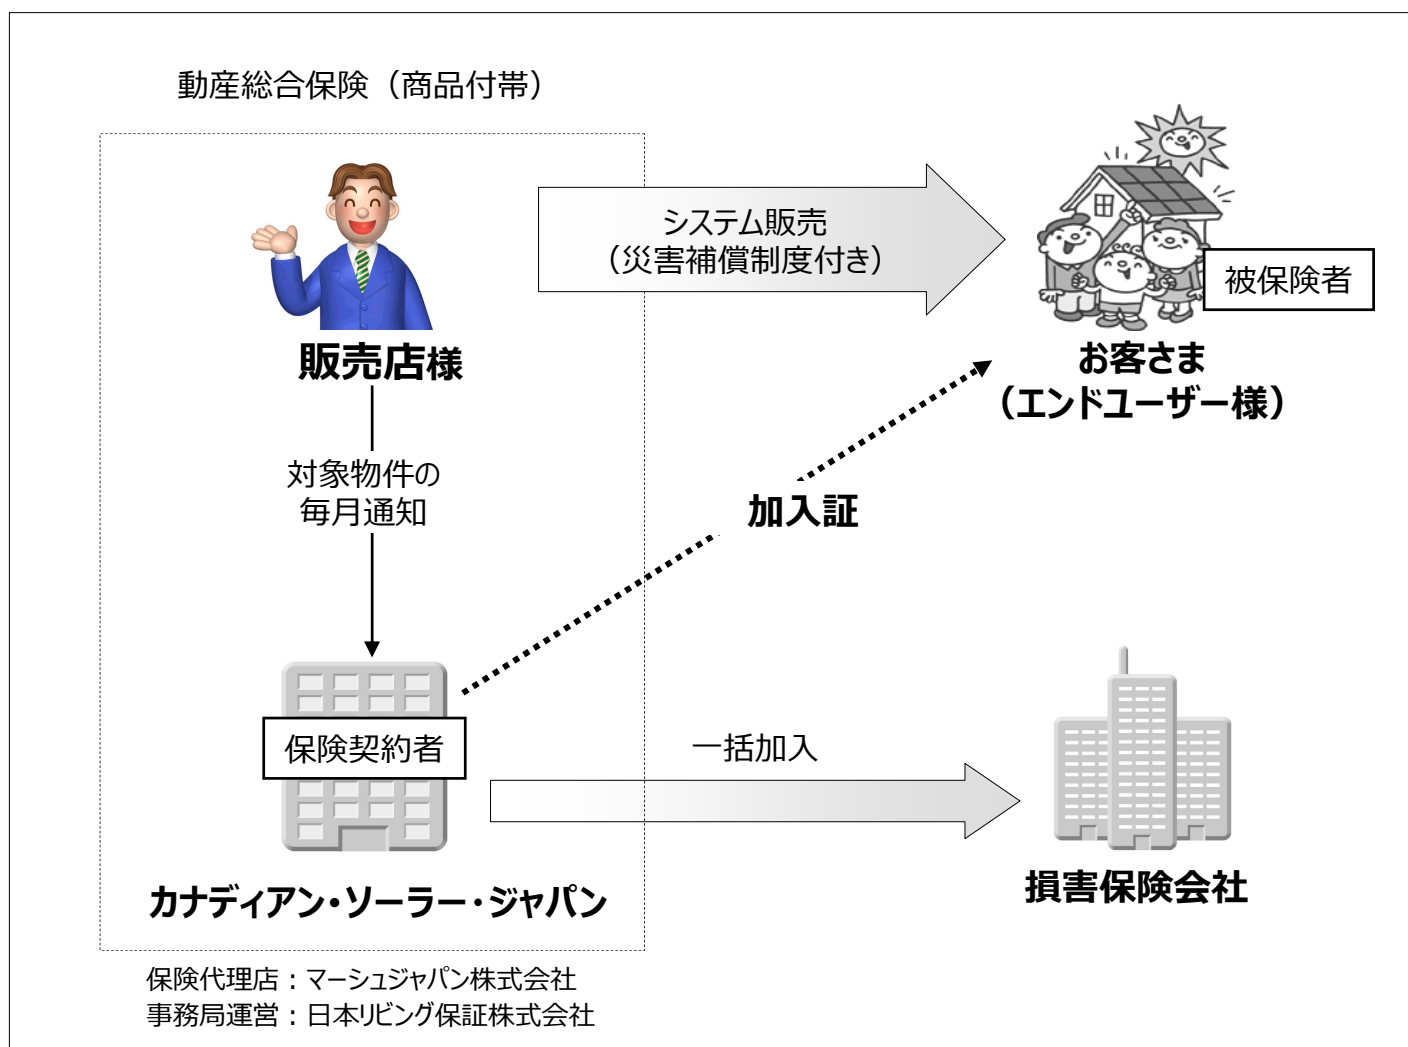 動産総合保険（商品付帯）
システム販売
（災害補償制度付き）
被保険者
販売店様
お客さま
（エンドユーザー様）
対象物件の
毎月通知
加入証
保険契約者
一括加入
カナディアン・ソーラー・ジャパン
損害保険会社
保険代理店：マーシュジャパン株式会社
事務局運営：日本リビング保証株式会社